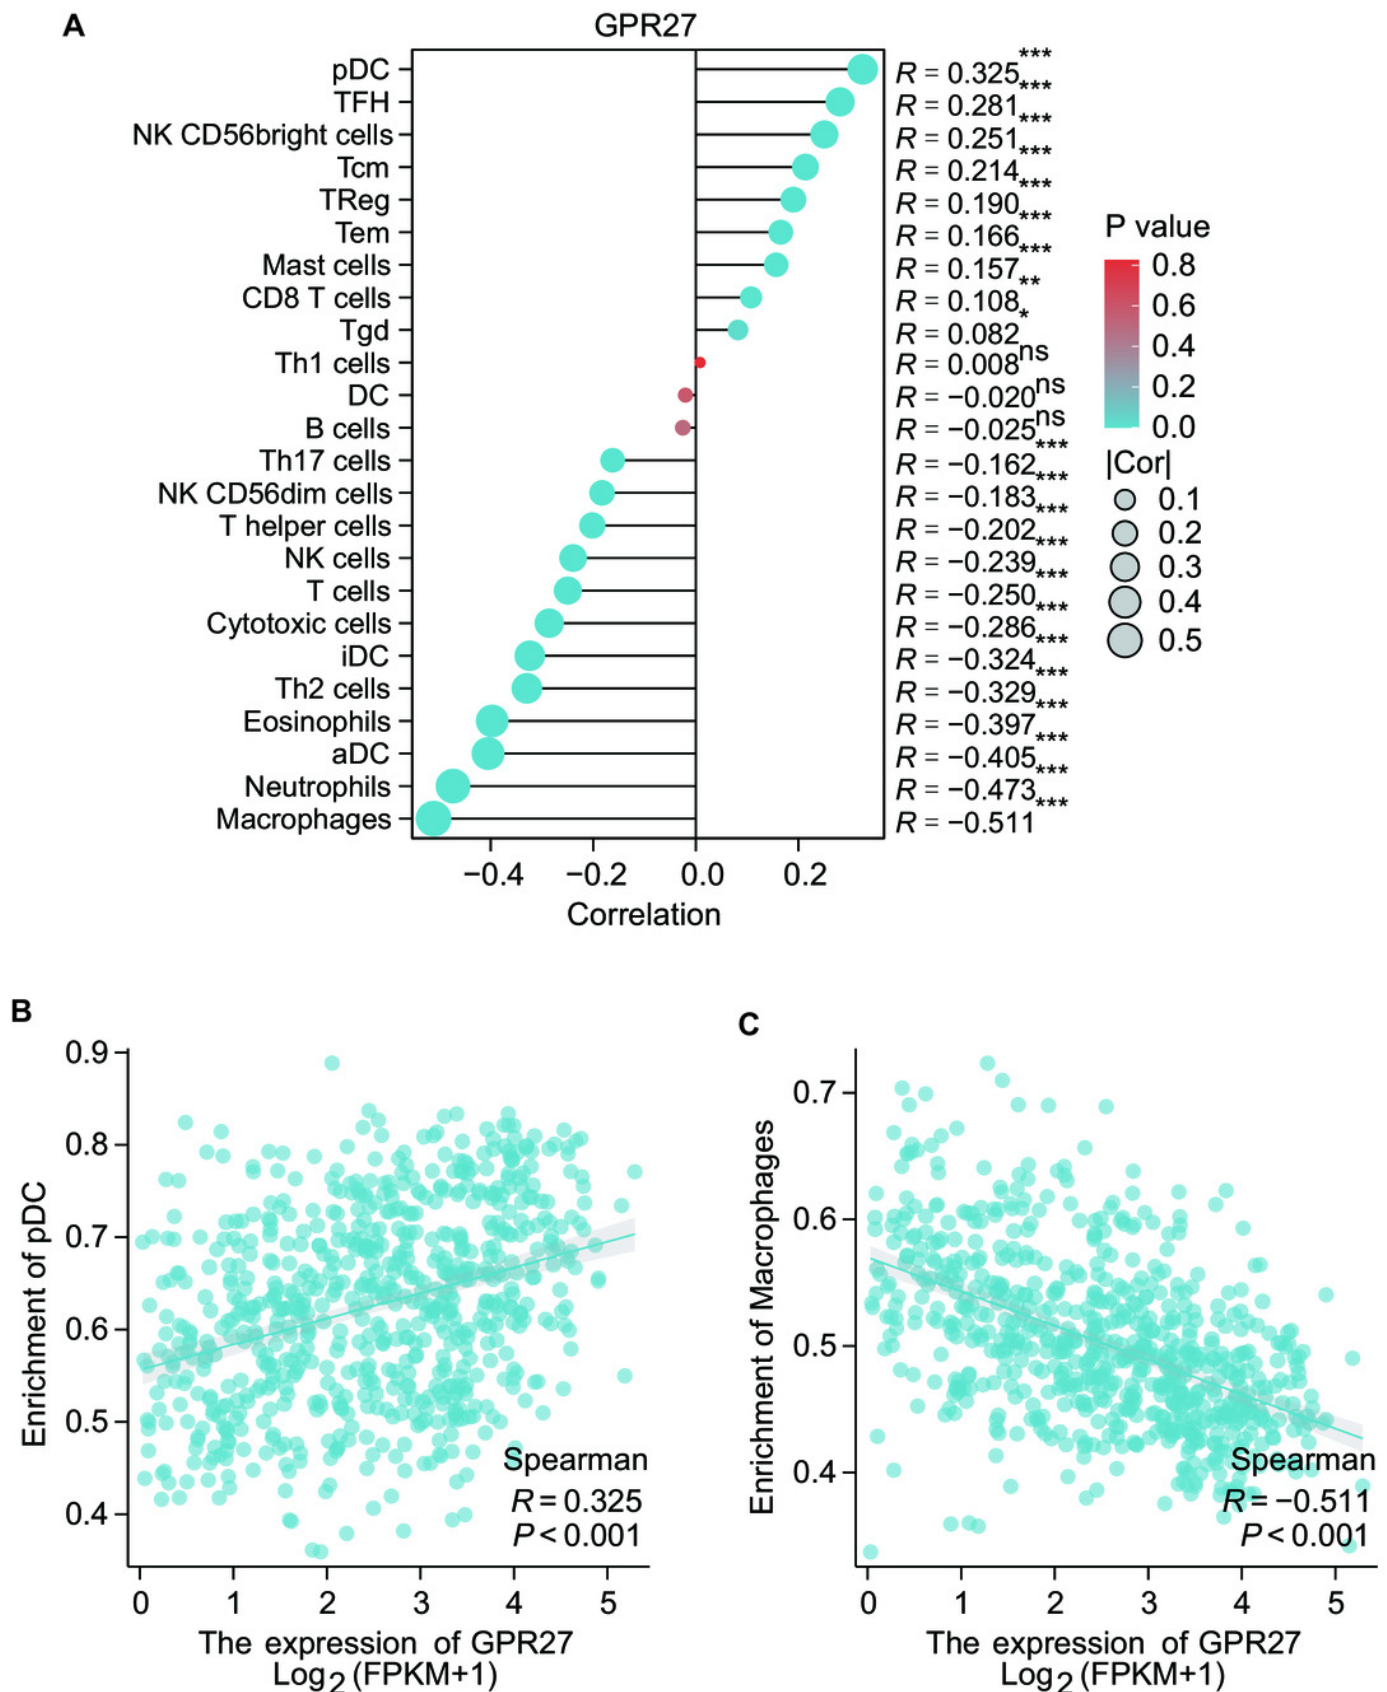 A
GPR27
pDC R = 0.325***
TFH R = 0.281***
NK CD56bright cells R = 0.251***
Tcm R = 0.214***
TReg R = 0.190***
Tem R = 0.166***
Mast cells R = 0.157***
CD8 T cells R = 0.108**
Tgd R = 0.082*
Th1 cells R = 0.008ns
DC R = −0.020ns
B cells R = −0.025ns
Th17 cells R = −0.162***
NK CD56dim cells R = −0.183***
T helper cells R = −0.202***
NK cells R = −0.239***
T cells R = −0.250***
Cytotoxic cells R = −0.286***
iDC R = −0.324***
Th2 cells R = −0.329***
Eosinophils R = −0.397***
aDC R = −0.405***
Neutrophils R = −0.473***
Macrophages R = −0.511***
−0.4 −0.2 0.0 0.2
Correlation
P value
0.8
0.6
0.4
0.2
0.0
|Cor|
0.1
0.2
0.3
0.4
0.5
B
Enrichment of pDC
0.9
0.8
0.7
0.6
0.5
0.4
Spearman
R = 0.325
P < 0.001
0 1 2 3 4 5
The expression of GPR27
Log2 (FPKM+1)
C
Enrichment of Macrophages
0.7
0.6
0.5
0.4
Spearman
R = −0.511
P < 0.001
0 1 2 3 4 5
The expression of GPR27
Log2 (FPKM+1)